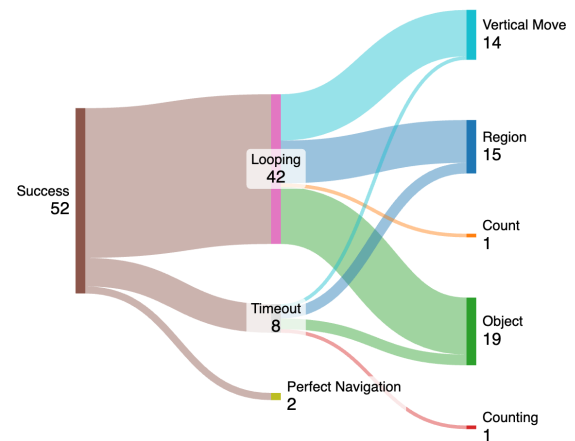 Vertical Move
14
Region
15
Looping
42
Success
52
Count
1
Timeout
8
Object
19
Perfect Navigation
2
Counting
1